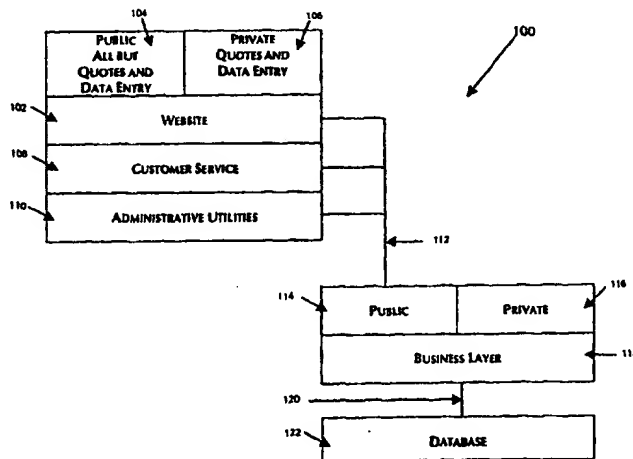 104
106
100
PUBLIC
ALL BUT
QUOTES AND
DATA ENTRY
PRIVATE
QUOTES AND
DATA ENTRY
102
WEBSITE
108
CUSTOMER SERVICE
110
ADMINISTRATIVE UTILITIES
112
114
PUBLIC
PRIVATE
116
BUSINESS LAYER
11
120
122
DATABASE